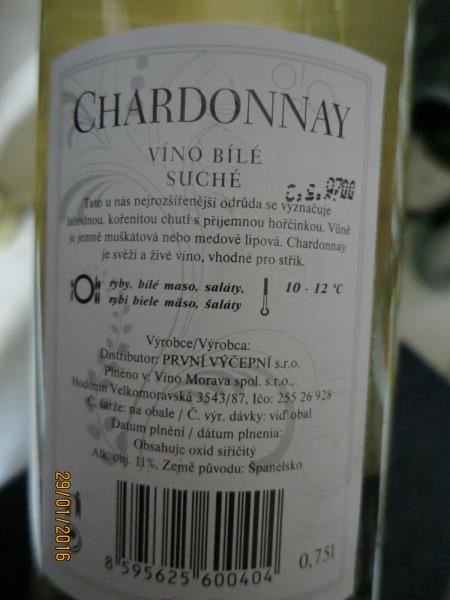 CHARDONNAY
VÍNO BÍLÉ
SUCHÉ
Č.š. 9700
Tato u nás nejrozšířenější odrůda se vyznačuje
lahodnou, kořenitou chutí s příjemnou hořčinkou. Vůně
je jemně muškátová nebo medově lipová. Chardonnay
je svěží a živé víno, vhodné pro střik.
ryby, bílé maso, saláty,
rybi biele mäso, šaláty
10 - 12 °C
Výrobce/Výrobca:
Distributor: PRVNÍ VÝČEPNÍ s.r.o.
Plněno v: Víno Morava spol. s r.o.,
Hodonín Velkomoravská 3543/87, Ičo: 255 26 928
Č. šarže: na obale / Č. výr. dávky: viď obal
Datum plnění / dátum plnenia:
Obsahuje oxid siřičitý
Alk. obj. 11%, Země původu: Španělsko
8 595625 600404
0,75l
29/01/2016